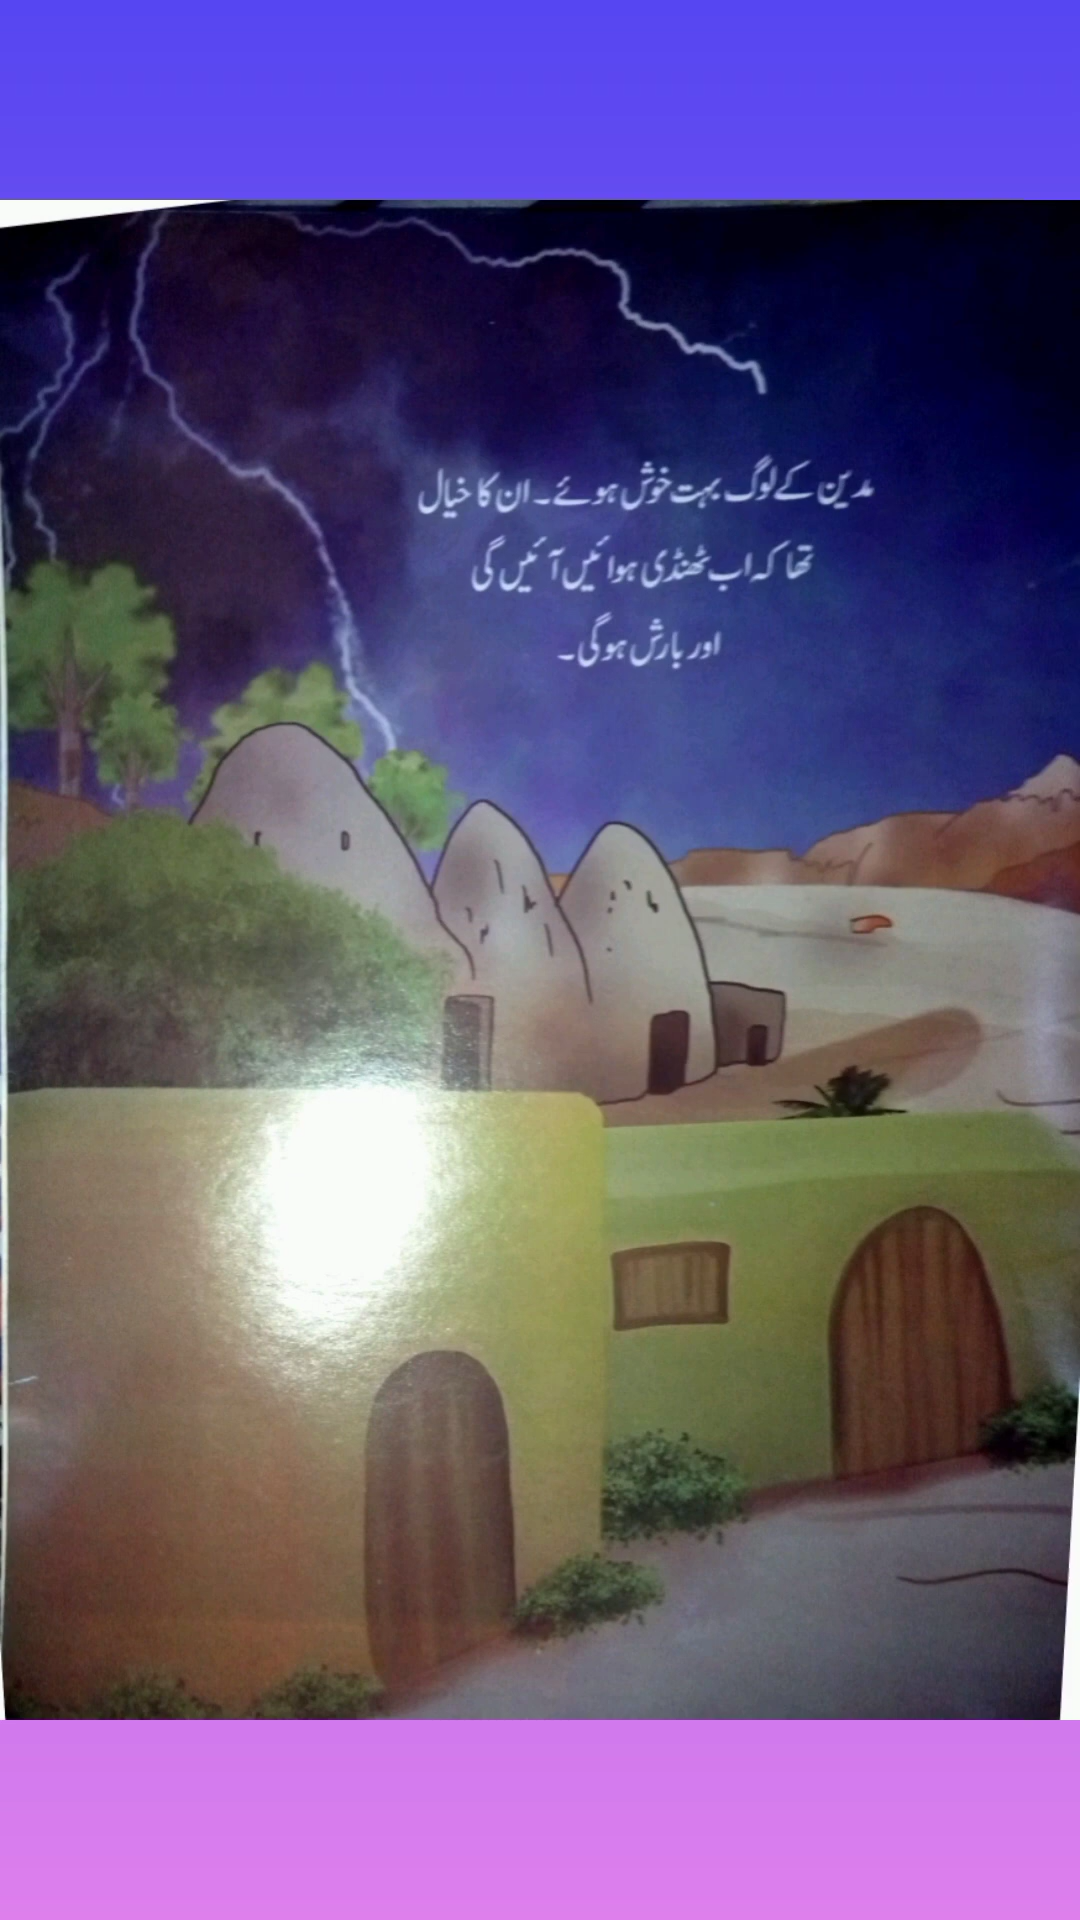 مدین کے لوگ بہت خوش ہوئے۔ ان کا خیال
تھا کہ اب ٹھنڈی ہوائیں آئیں گی
اور بارش ہوگی۔